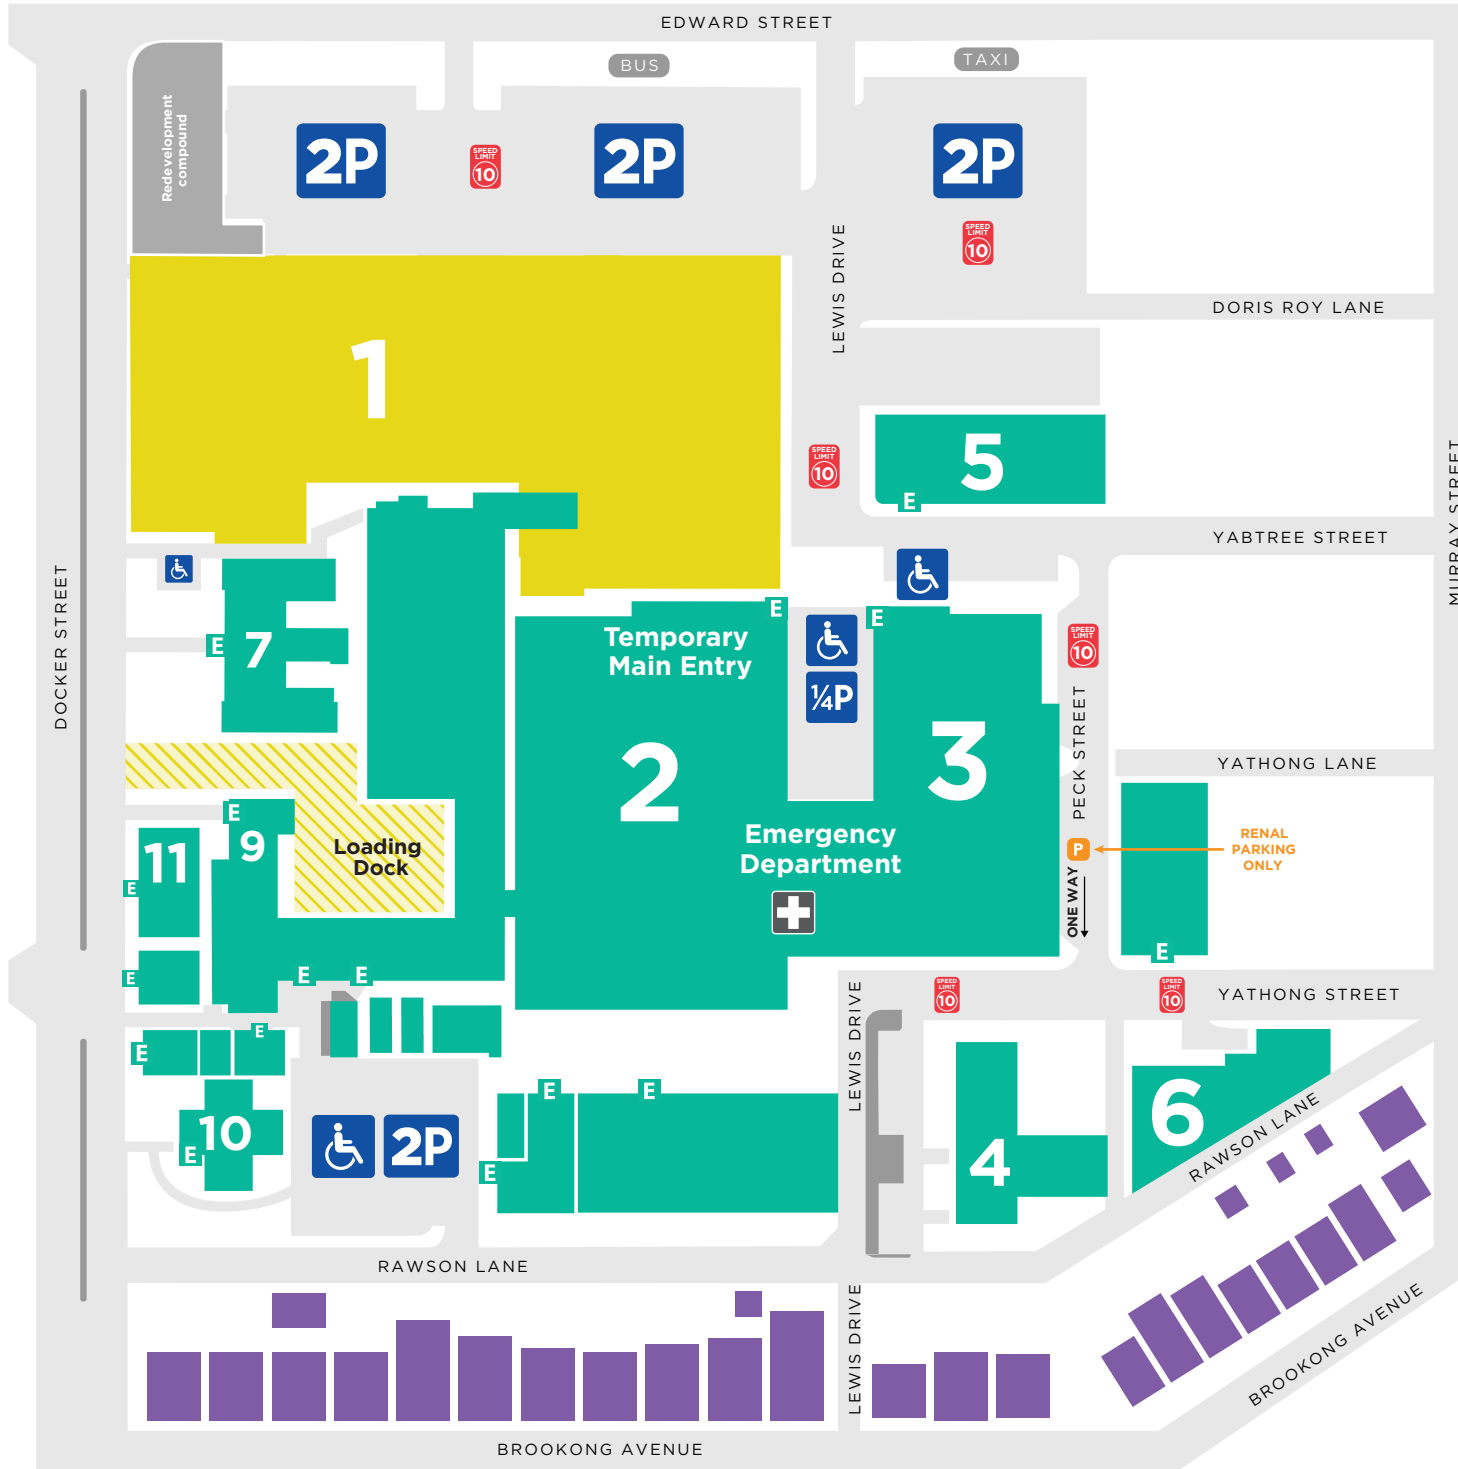 EDWARD STREET
BUS
TAXI
Redevelopment
compound
2P
2P
2P
SPEED
LIMIT
10
SPEED
LIMIT
10
LEWIS DRIVE
DORIS ROY LANE
1
SPEED
LIMIT
10
5
E
YABTREE STREET
MURRAY STREET
DOCKER STREET
E
7
Temporary
Main Entry
E
E
1/4P
SPEED
LIMIT
10
PECK STREET
2
3
YATHONG LANE
E
9
11
E
Loading
Dock
Emergency
Department
P
RENAL
PARKING
ONLY
ONE WAY
E
E
E
E
SPEED
LIMIT
10
SPEED
LIMIT
10
YATHONG STREET
LEWIS DRIVE
E
E
10
E
2P
E
E
E
4
6
RAWSON LANE
RAWSON LANE
LEWIS DRIVE
BROOKONG AVENUE
BROOKONG AVENUE